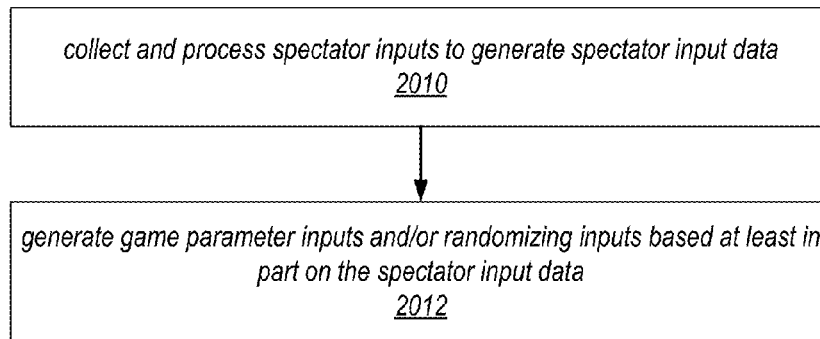 collect and process spectator inputs to generate spectator input data
2010
generate game parameter inputs and/or randomizing inputs based at least in
part on the spectator input data
2012